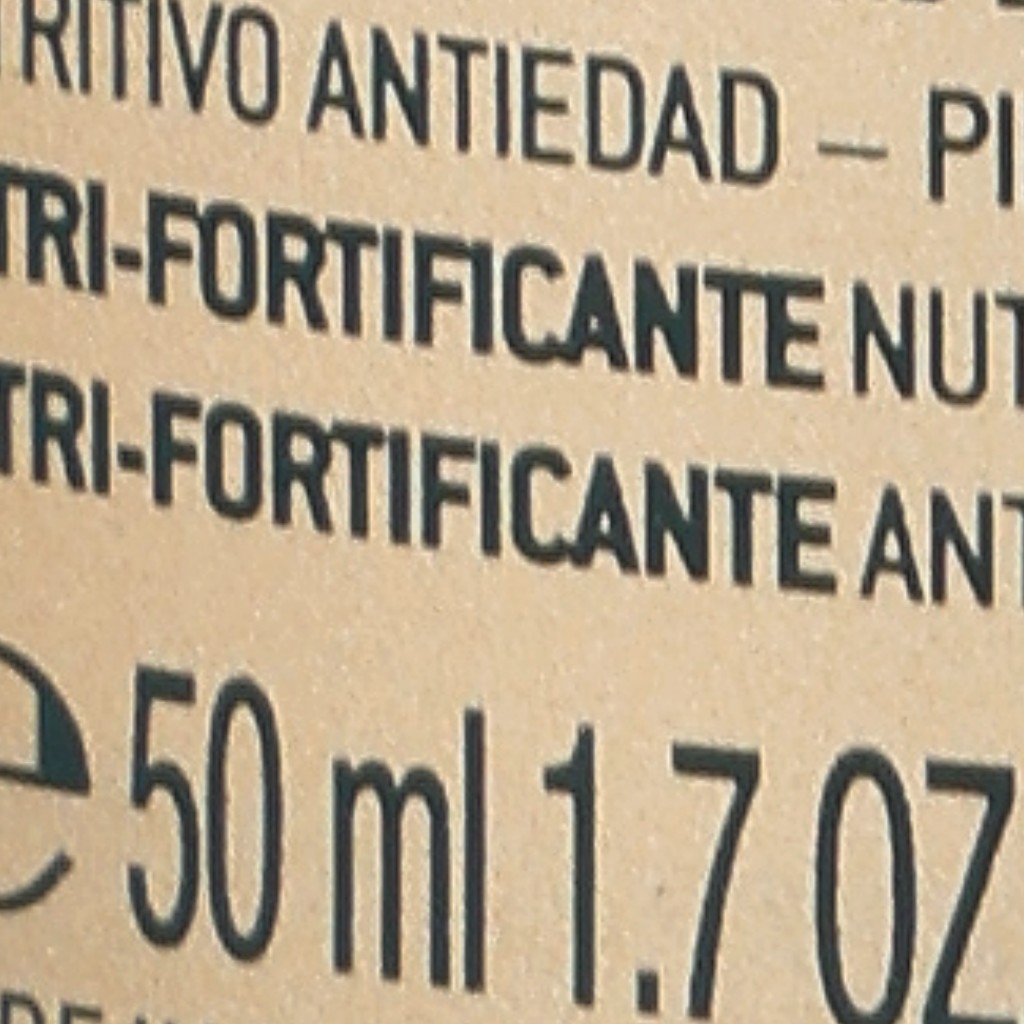 RITIVO ANTIEDAD – PI
TRI-FORTIFICANTE NUT
TRI-FORTIFICANTE ANT
e 50 ml 1.7 OZ